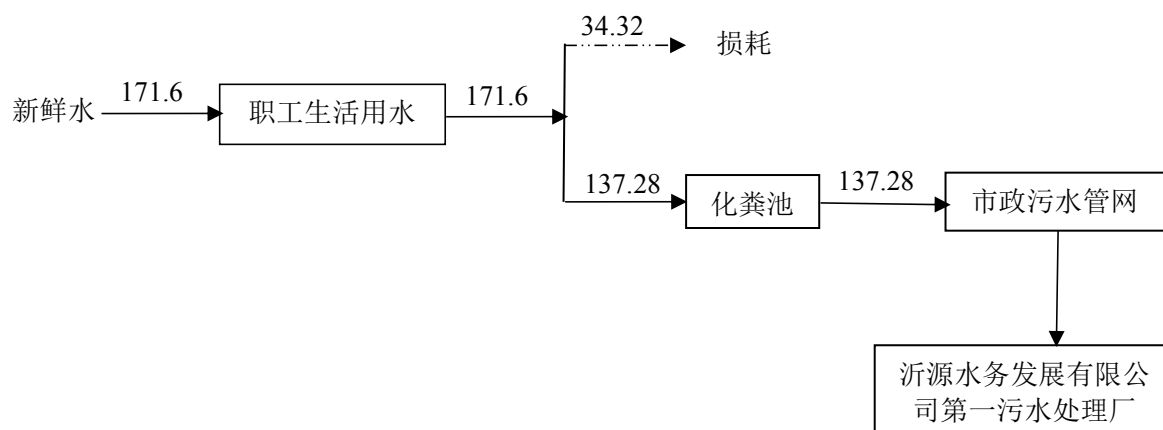 34.32
损耗
171.6
171.6
新鲜水
职工生活用水
137.28
137.28
化粪池
市政污水管网
沂源水务发展有限公
司第一污水处理厂